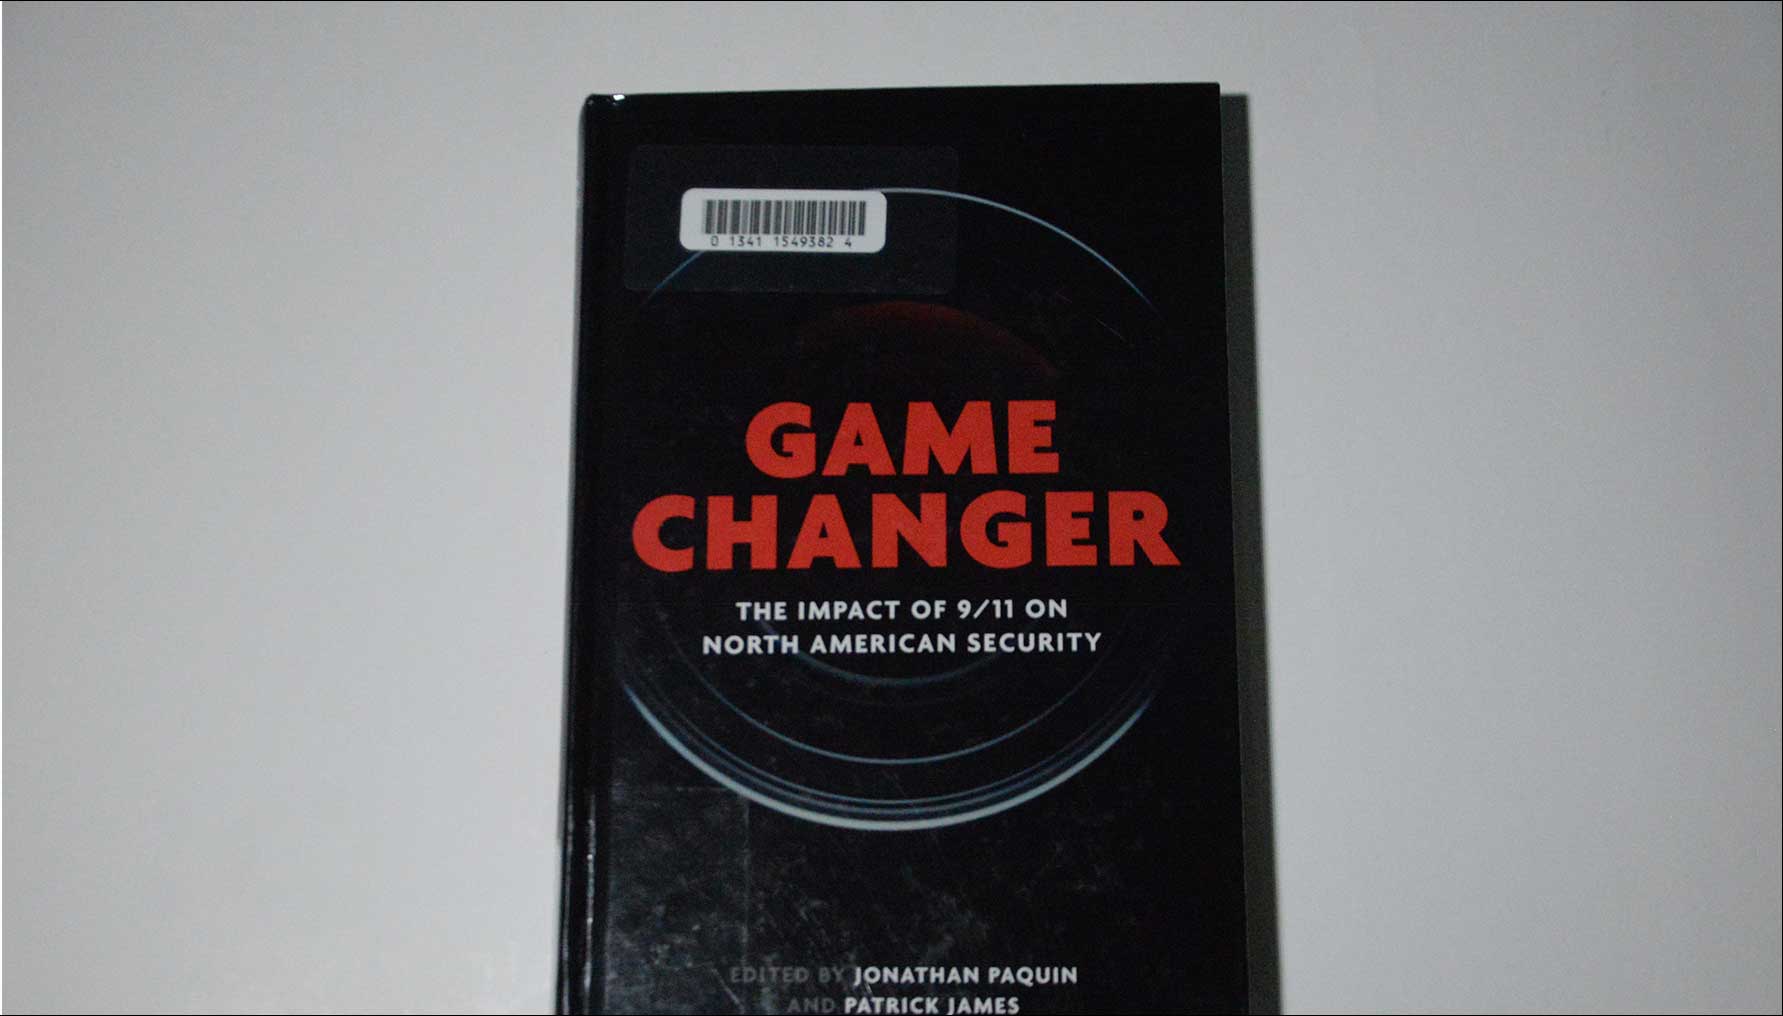 0 1341 1549382 4
GAME
CHANGER
THE IMPACT OF 9/11 ON
NORTH AMERICAN SECURITY
EDITED BY JONATHAN PAQUIN
AND PATRICK JAMES